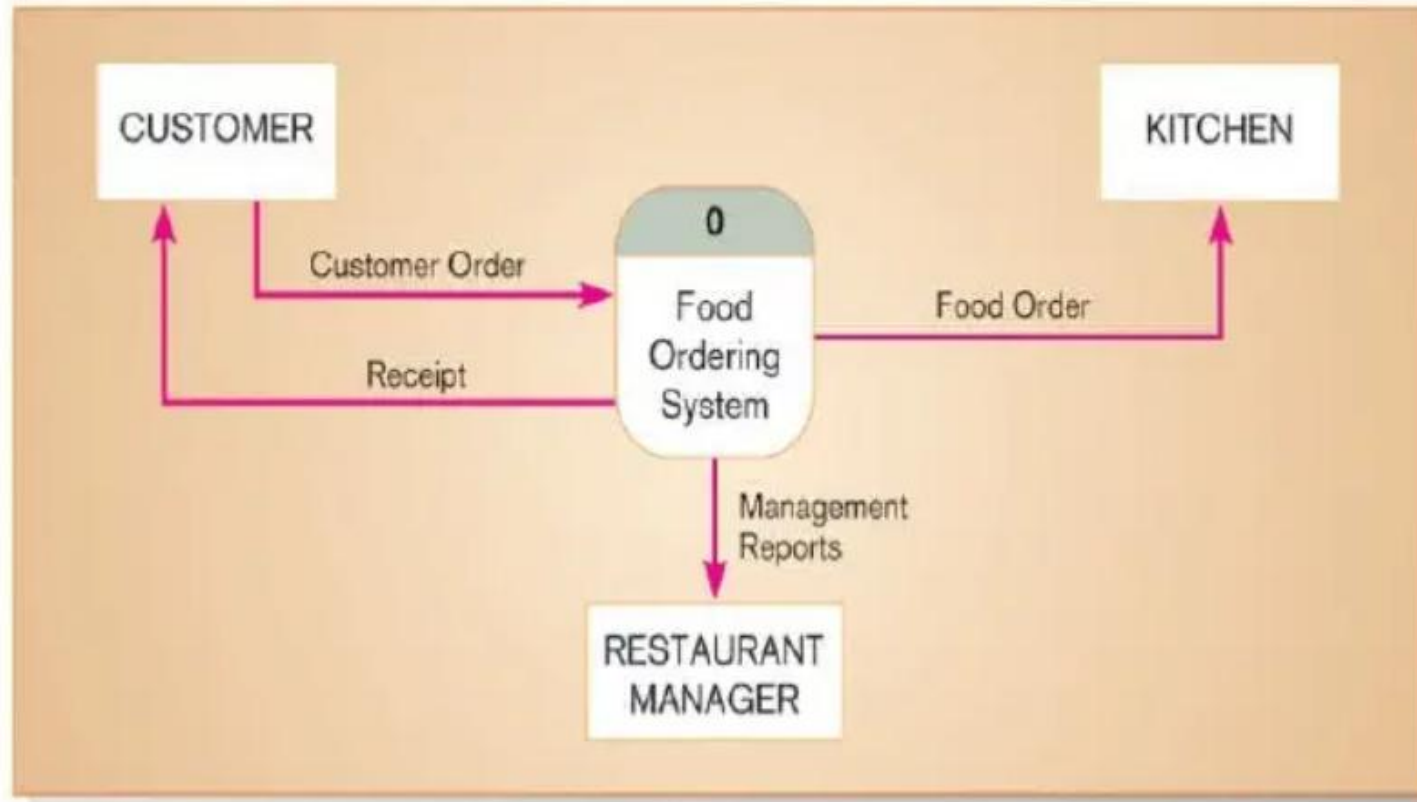 CUSTOMER
KITCHEN
0
Customer Order
Food
Ordering
System
Food Order
Receipt
Management
Reports
RESTAURANT
MANAGER